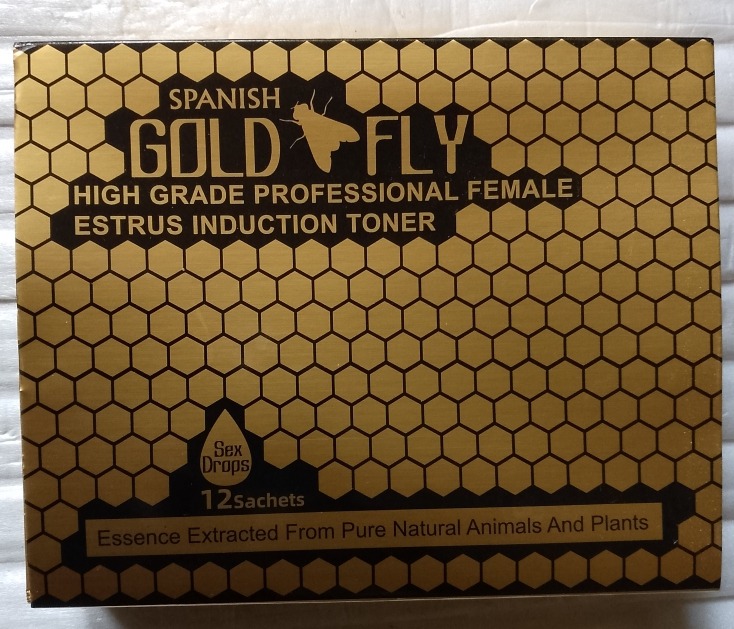 SPANISH
GOLD FLY
HIGH GRADE PROFESSIONAL FEMALE
ESTRUS INDUCTION TONER
Sex
Drops
12Sachets
Essence Extracted From Pure Natural Animals And Plants